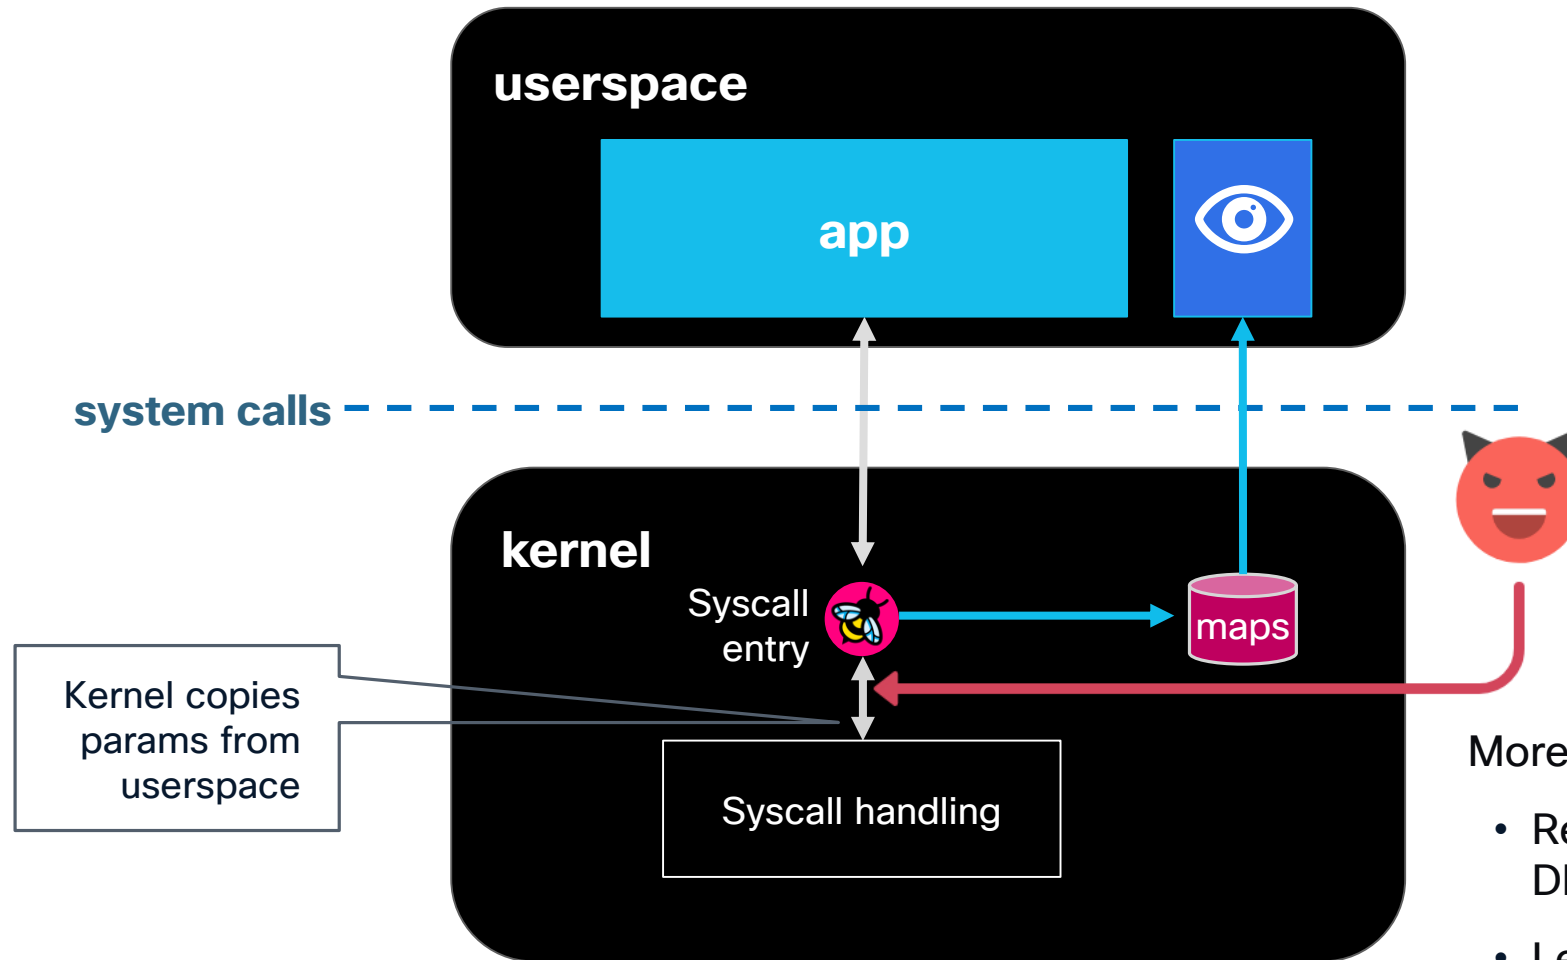 userspace
app
system calls
kernel
Syscall
entry
maps
Kernel copies
params from
userspace
Syscall handling
More
•
•